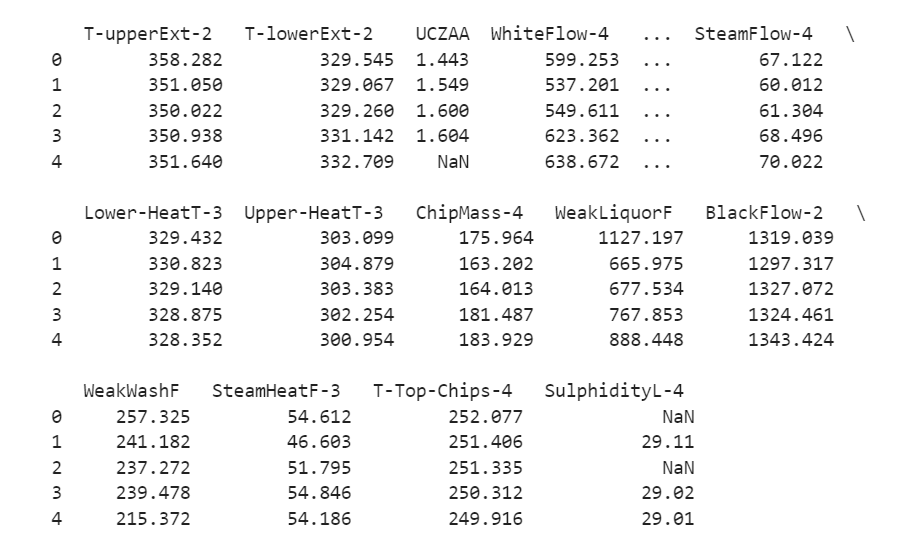 T-upperExt-2 T-lowerExt-2 UCZAA WhiteFlow-4 ... SteamFlow-4 \
0 358.282 329.545 1.443 599.253 ... 67.122
1 351.050 329.067 1.549 537.201 ... 60.012
2 350.022 329.260 1.600 549.611 ... 61.304
3 350.938 331.142 1.604 623.362 ... 68.496
4 351.640 332.709 NaN 638.672 ... 70.022
Lower-HeatT-3 Upper-HeatT-3 ChipMass-4 WeakLiquorF BlackFlow-2 \
0 329.432 303.099 175.964 1127.197 1319.039
1 330.823 304.879 163.202 665.975 1297.317
2 329.140 303.383 164.013 677.534 1327.072
3 328.875 302.254 181.487 767.853 1324.461
4 328.352 300.954 183.929 888.448 1343.424
WeakWashF SteamHeatF-3 T-Top-Chips-4 SulphidityL-4
0 257.325 54.612 252.077 NaN
1 241.182 46.603 251.406 29.11
2 237.272 51.795 251.335 NaN
3 239.478 54.846 250.312 29.02
4 215.372 54.186 249.916 29.01